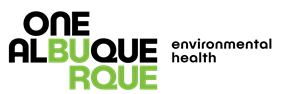 ONE
ALBUQUE
RQUE
environmental
health